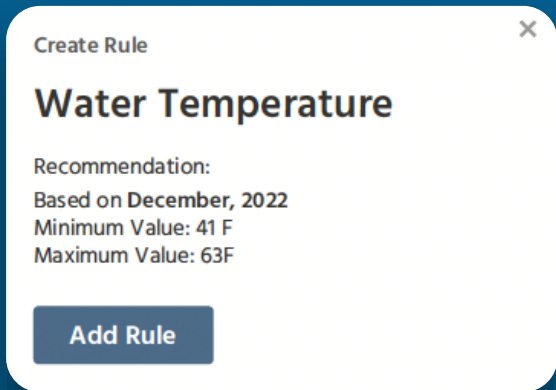 Create Rule
Water Temperature
Recommendation:
Based on December, 2022
Minimum Value: 41 F
Maximum Value: 63F
Add Rule